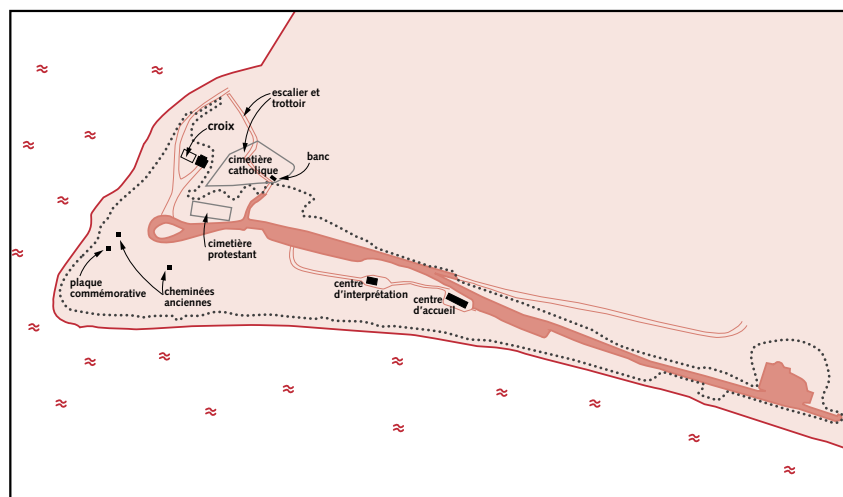 escalier et
trottoir
croix
cimetière
catholique
banc
cimetière
protestant
plaque
commémorative
cheminées
anciennes
centre
d'interprétation
centre
d'accueil